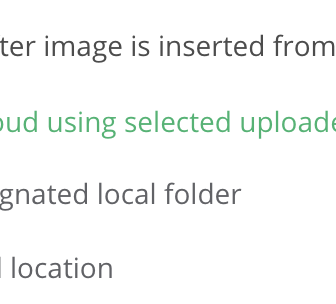 ter image is inserted from
oud using selected uploade
gnated local folder
location